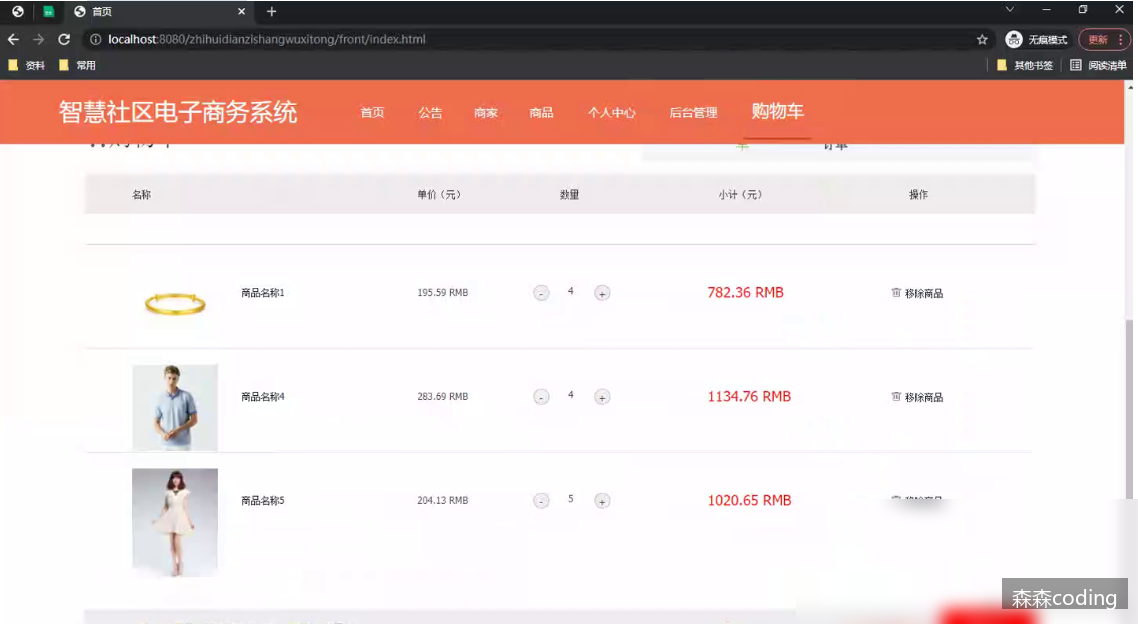 首页
localhost:8080/zhihuidianzishangwuxitong/front/index.html
无痕模式
更新
资料
常用
其他书签
阅读清单
智慧社区电子商务系统
首页
公告
商家
商品
个人中心
后台管理
购物车
订单
名称
单价（元）
数量
小计（元）
操作
商品名称1
195.59 RMB
-
4
+
782.36 RMB
移除商品
商品名称4
283.69 RMB
-
4
+
1134.76 RMB
移除商品
商品名称5
204.13 RMB
-
5
+
1020.65 RMB
森森coding